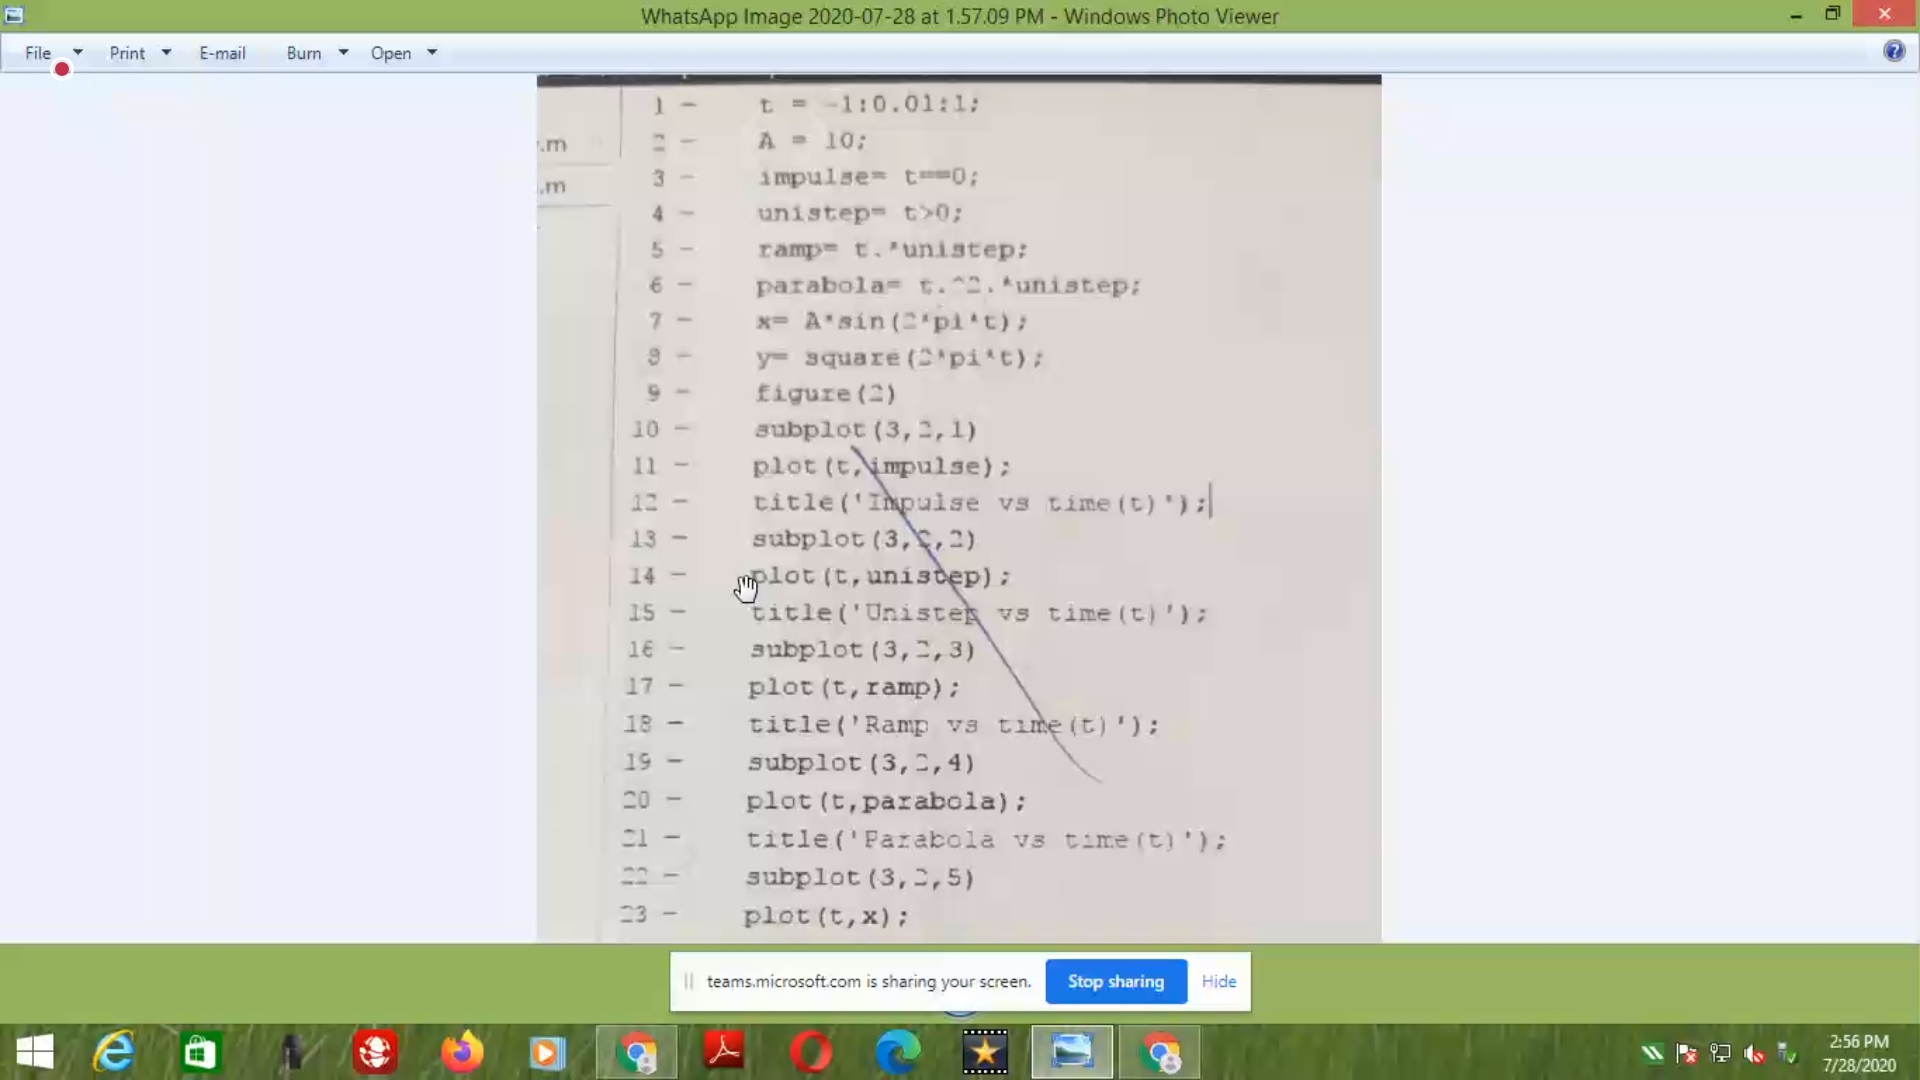 WhatsApp Image 2020-07-28 at 1.57.09 PM - Windows Photo Viewer
File Print E-mail Burn Open
.m
.m
1 - t = -1:0.01:1;
2 - A = 10;
3 - impulse= t==0;
4 - unistep= t>0;
5 - ramp= t.*unistep;
6 - parabola= t.^2.*unistep;
7 - x= A*sin(2*pi*t);
8 - y= square(2*pi*t);
9 - figure(2)
10 - subplot(3,2,1)
11 - plot(t,impulse);
12 - title('Impulse vs time(t)');
13 - subplot(3,2,2)
14 - plot(t,unistep);
15 - title('Unistep vs time(t)');
16 - subplot(3,2,3)
17 - plot(t,ramp);
18 - title('Ramp vs time(t)');
19 - subplot(3,2,4)
20 - plot(t,parabola);
21 - title('Parabola vs time(t)');
22 - subplot(3,2,5)
23 - plot(t,x);
teams.microsoft.com is sharing your screen. Stop sharing Hide
2:56 PM
7/28/2020